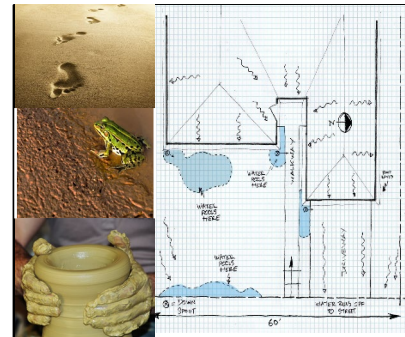 WATER
POOLS
HERE
WATER
POOLS
HERE
WALKWAY
N
DRIVEWAY
WATER
POOLS
HERE
= DOWN
SPOUT
WATER RUNS OFF
TO STREET
60'